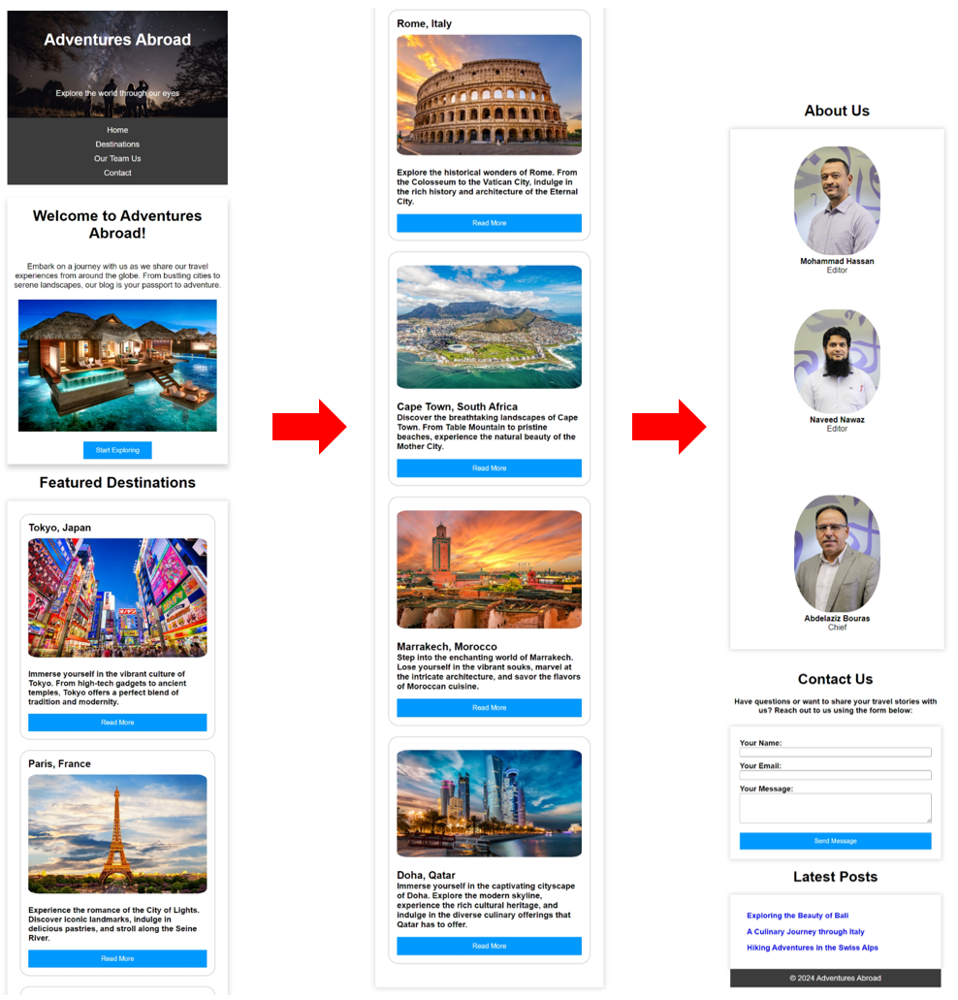 Adventures Abroad
Explore the world through our eyes
Home
Destinations
Our Team Us
Contact
Welcome to Adventures
Abroad!
Embark on a journey with us as we share our travel
experiences from around the globe. From bustling cities to
serene landscapes, our blog is your passport to adventure.
Start Exploring
Featured Destinations
Tokyo, Japan
Immerse yourself in the vibrant culture of
Tokyo. From high-tech gadgets to ancient
temples, Tokyo offers a perfect blend of
tradition and modernity.
Read More
Paris, France
Experience the romance of the City of Lights.
Discover iconic landmarks, indulge in
delicious pastries, and stroll along the Seine
River.
Read More
Rome, Italy
Explore the historical wonders of Rome. From
the Colosseum to the Vatican City, indulge in
the rich history and architecture of the Eternal
City.
Read More
Cape Town, South Africa
Discover the breathtaking landscapes of Cape
Town. From Table Mountain to pristine
beaches, experience the natural beauty of the
Mother City.
Read More
Marrakech, Morocco
Step into the enchanting world of Marrakech.
Lose yourself in the vibrant souks, marvel at
the intricate architecture, and savor the flavors
of Moroccan cuisine.
Read More
Doha, Qatar
Immerse yourself in the captivating cityscape
of Doha. Explore the modern skyline,
experience the rich cultural heritage, and
indulge in the diverse culinary offerings that
Qatar has to offer.
Read More
About Us
Mohammad Hassan
Editor
Naveed Nawaz
Editor
Abdelaziz Bouras
Chief
Contact Us
Have questions or want to share your travel stories with
us? Reach out to us using the form below:
Your Name:
Your Email:
Your Message:
Send Message
Latest Posts
Exploring the Beauty of Bali
A Culinary Journey through Italy
Hiking Adventures in the Swiss Alps
© 2024 Adventures Abroad